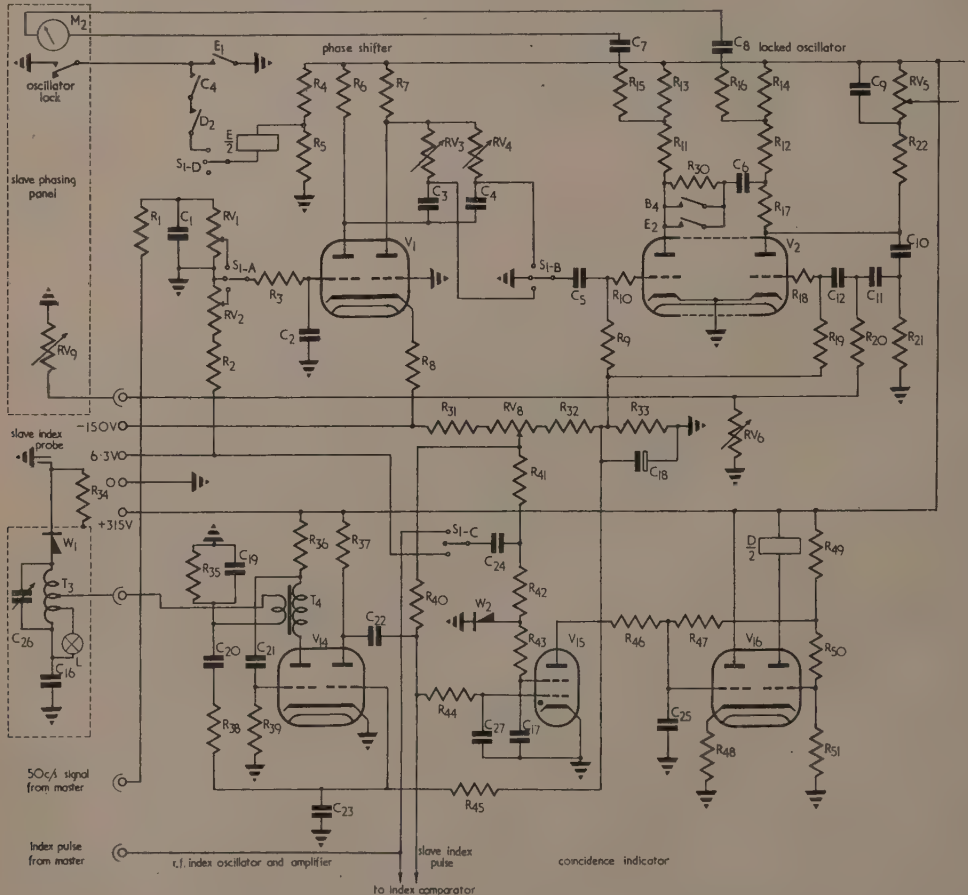 M2
E1
phase shifter
C7
C8
locked oscillator
oscillator lock
C4
D2
S1-D
E/2
R4
R5
R6
R7
R15
R13
R16
R14
C9
RV5
R11
R12
R22
RV3
RV4
R30
C6
C3
C4
B4
E2
R17
slave phasing panel
R1
C1
RV1
V1
V2
C10
S1-A
R3
S1-B
C5
R10
R18
C12
C11
RV2
C2
R9
R19
R20
R21
RV9
R2
R8
-150V
R31
RV8
R32
R33
RV6
slave index probe
6·3V
C18
R34
R41
+315V
S1-C
W1
C19
R36
R37
C24
D/2
R49
R35
T3
T4
R40
R42
W2
C26
V14
C22
R43
V15
R46
R47
V16
L
C20
C21
R50
C16
R44
R38
R39
C27
C17
C25
R48
R51
50c/s signal from master
C23
R45
Index pulse from master
r.f. index oscillator and amplifier
slave index pulse
coincidence indicator
to index comparator